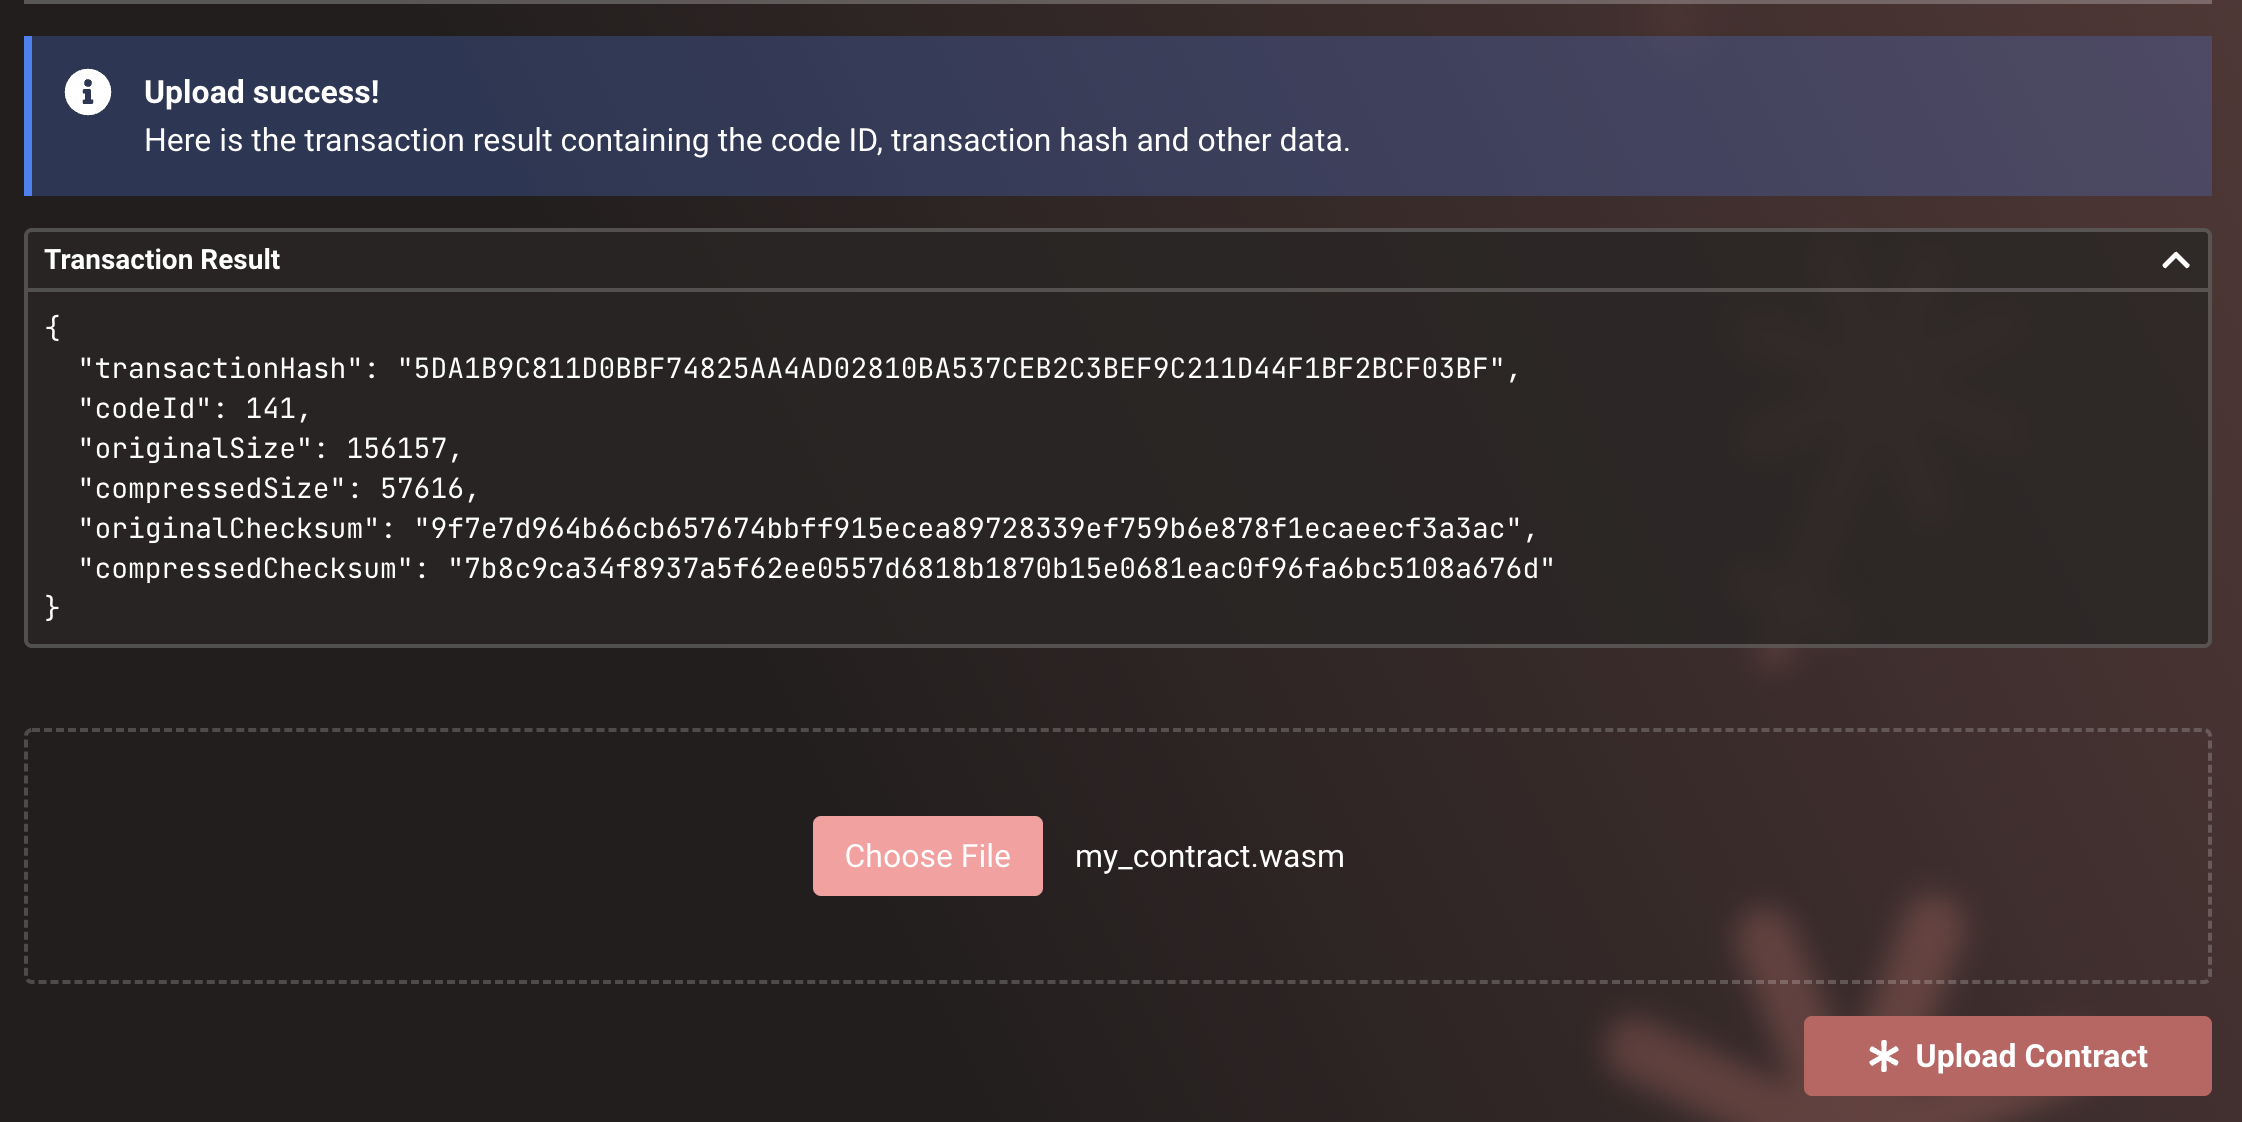 Upload success!
Here is the transaction result containing the code ID, transaction hash and other data.
Transaction Result
{
  "transactionHash": "5DA1B9C811D0BBF74825AA4AD02810BA537CEB2C3BEF9C211D44F1BF2BCF03BF",
  "codeId": 141,
  "originalSize": 156157,
  "compressedSize": 57616,
  "originalChecksum": "9f7e7d964b66cb657674bbff915ecea89728339ef759b6e878f1ecaeecf3a3ac",
  "compressedChecksum": "7b8c9ca34f8937a5f62ee0557d6818b1870b15e0681eac0f96fa6bc5108a676d"
}
Choose File my_contract.wasm
Upload Contract